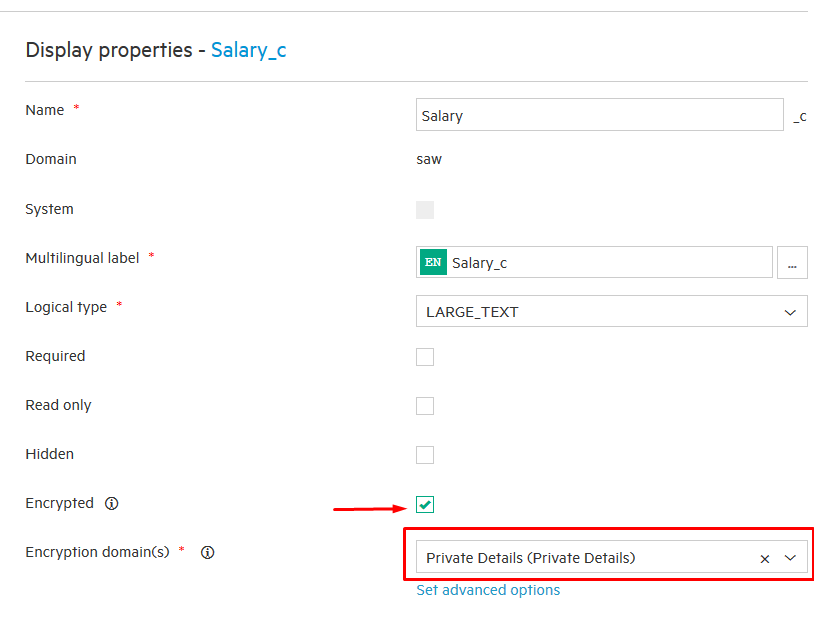 Display properties - Salary_c
Name * Salary _c
Domain saw
System
Multilingual label * EN Salary_c ...
Logical type * LARGE_TEXT
Required
Read only
Hidden
Encrypted
Encryption domain(s) * Private Details (Private Details)
Set advanced options